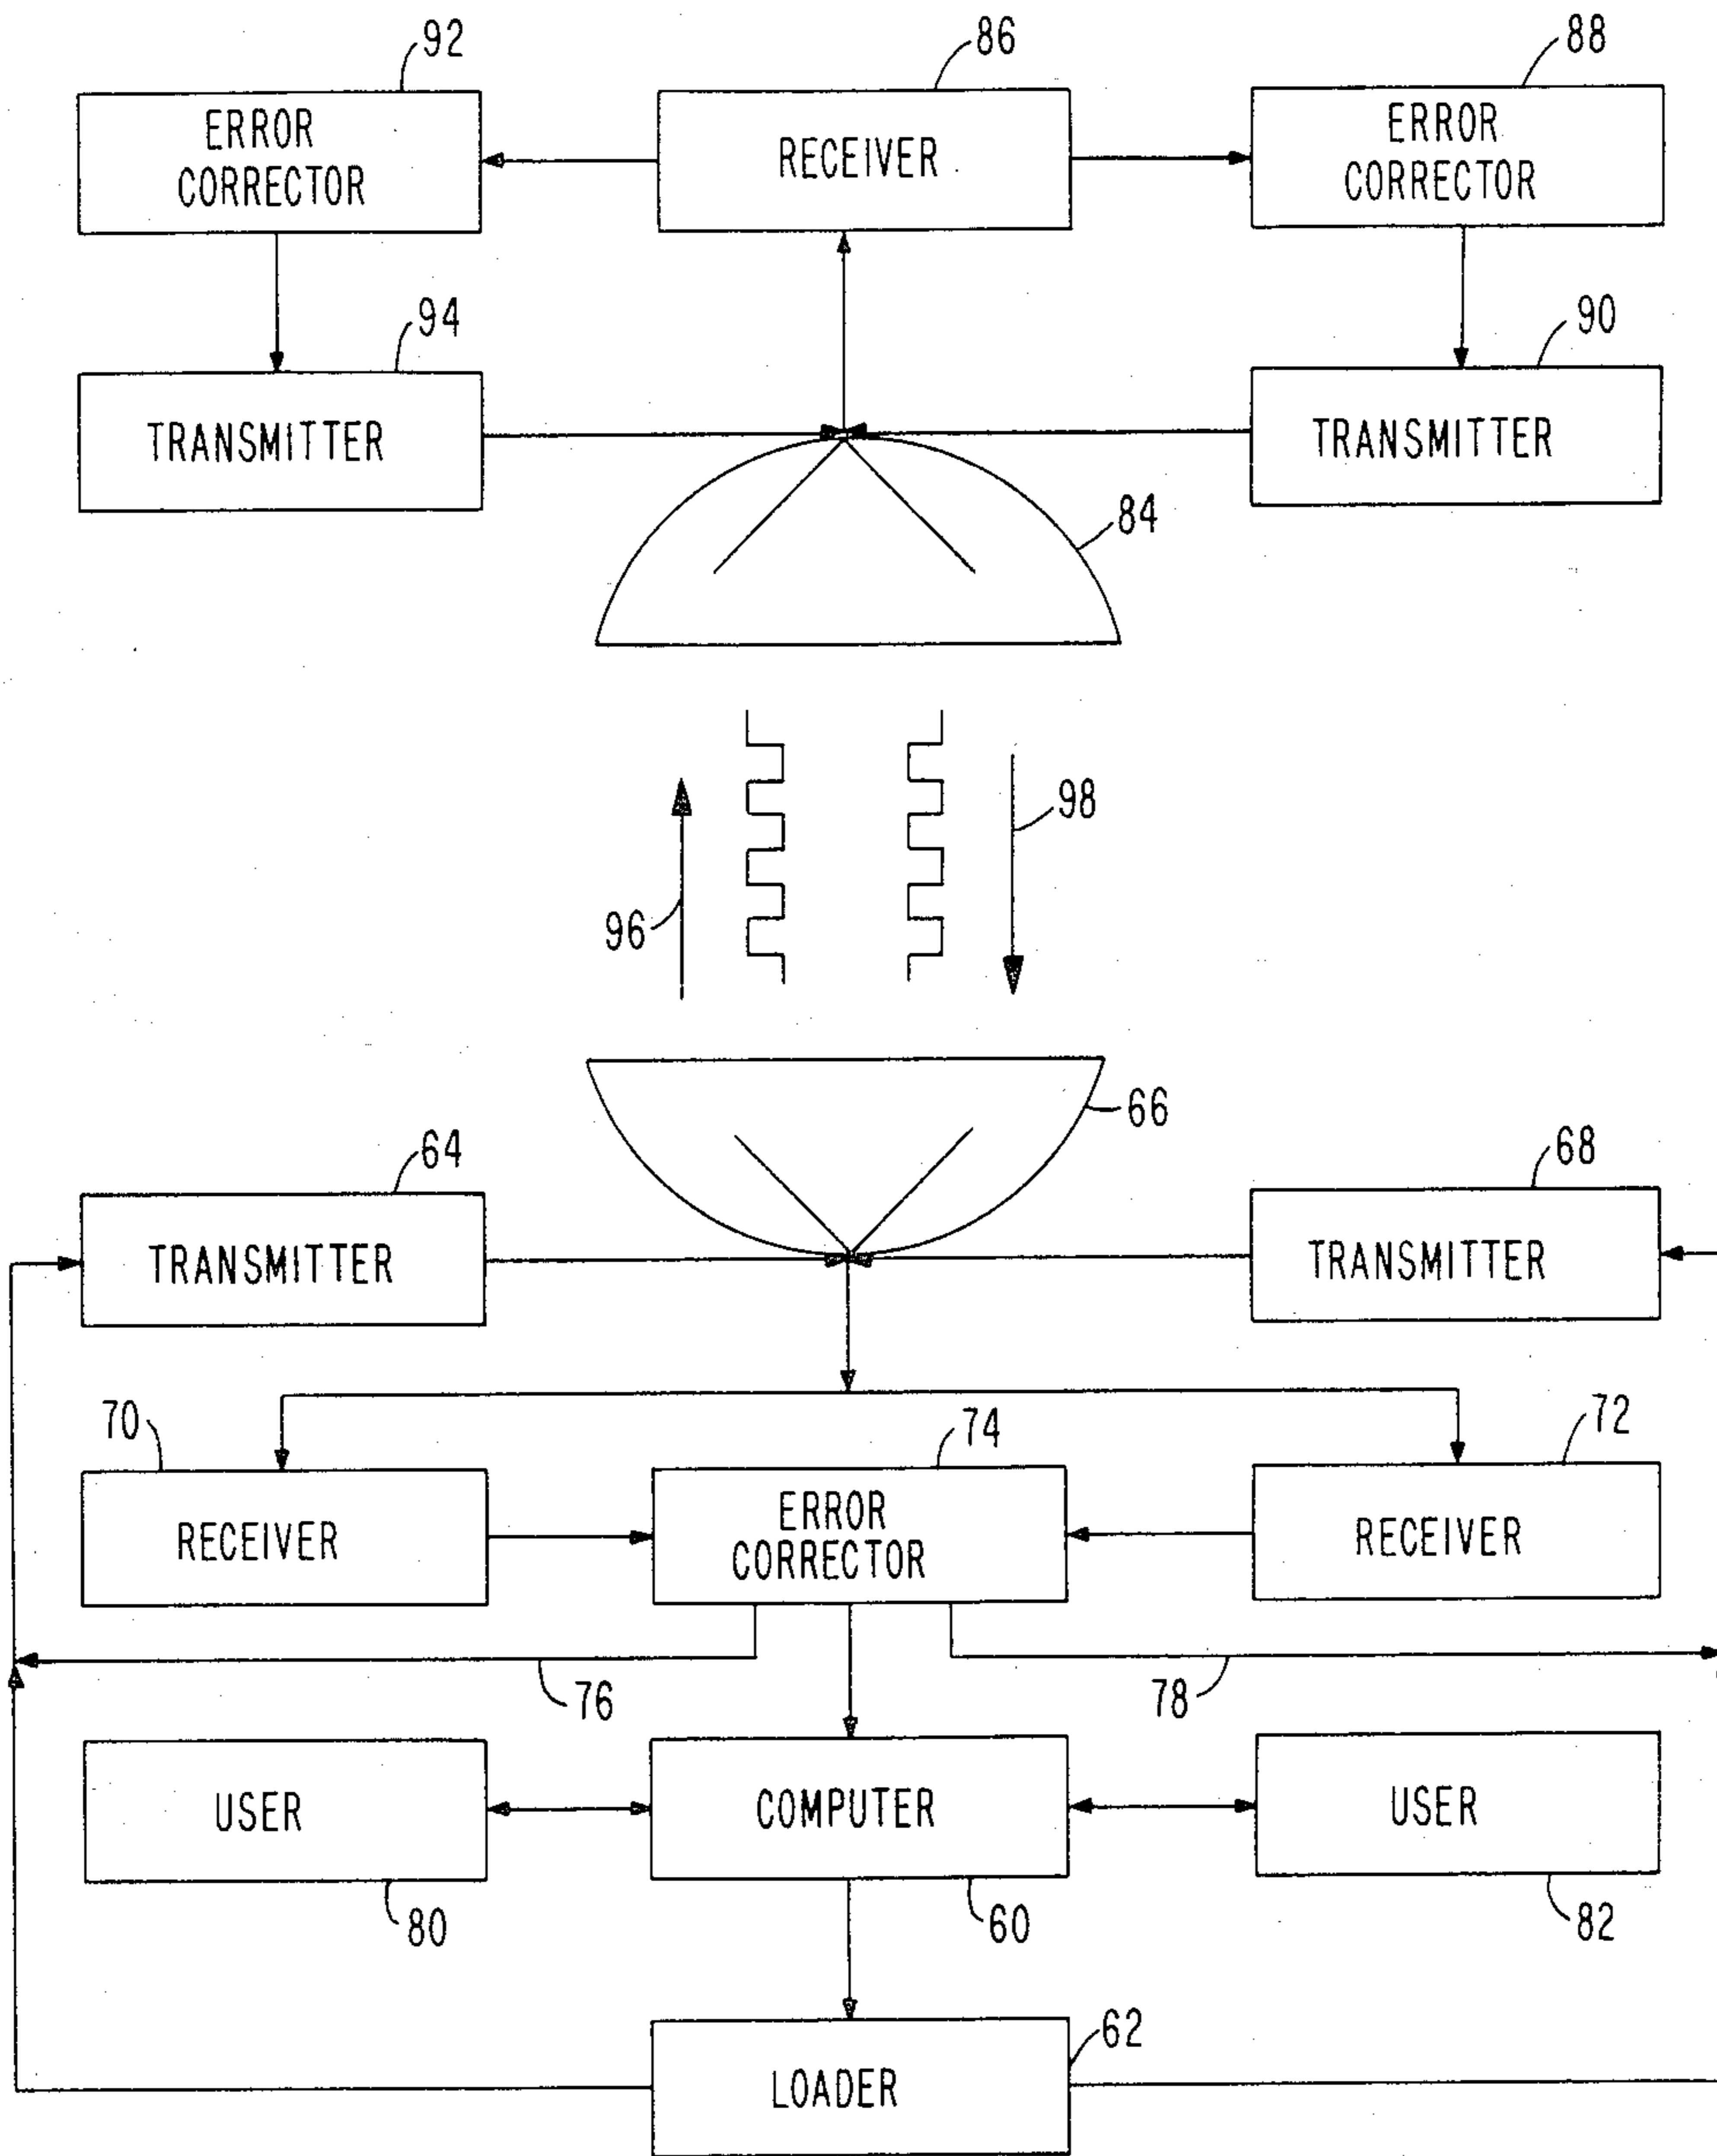 92
86
88
ERROR
CORRECTOR
RECEIVER
ERROR
CORRECTOR
94
90
TRANSMITTER
TRANSMITTER
84
96
98
66
64
68
TRANSMITTER
TRANSMITTER
70
74
72
RECEIVER
ERROR
CORRECTOR
RECEIVER
76
78
USER
COMPUTER
USER
80
60
82
62
LOADER